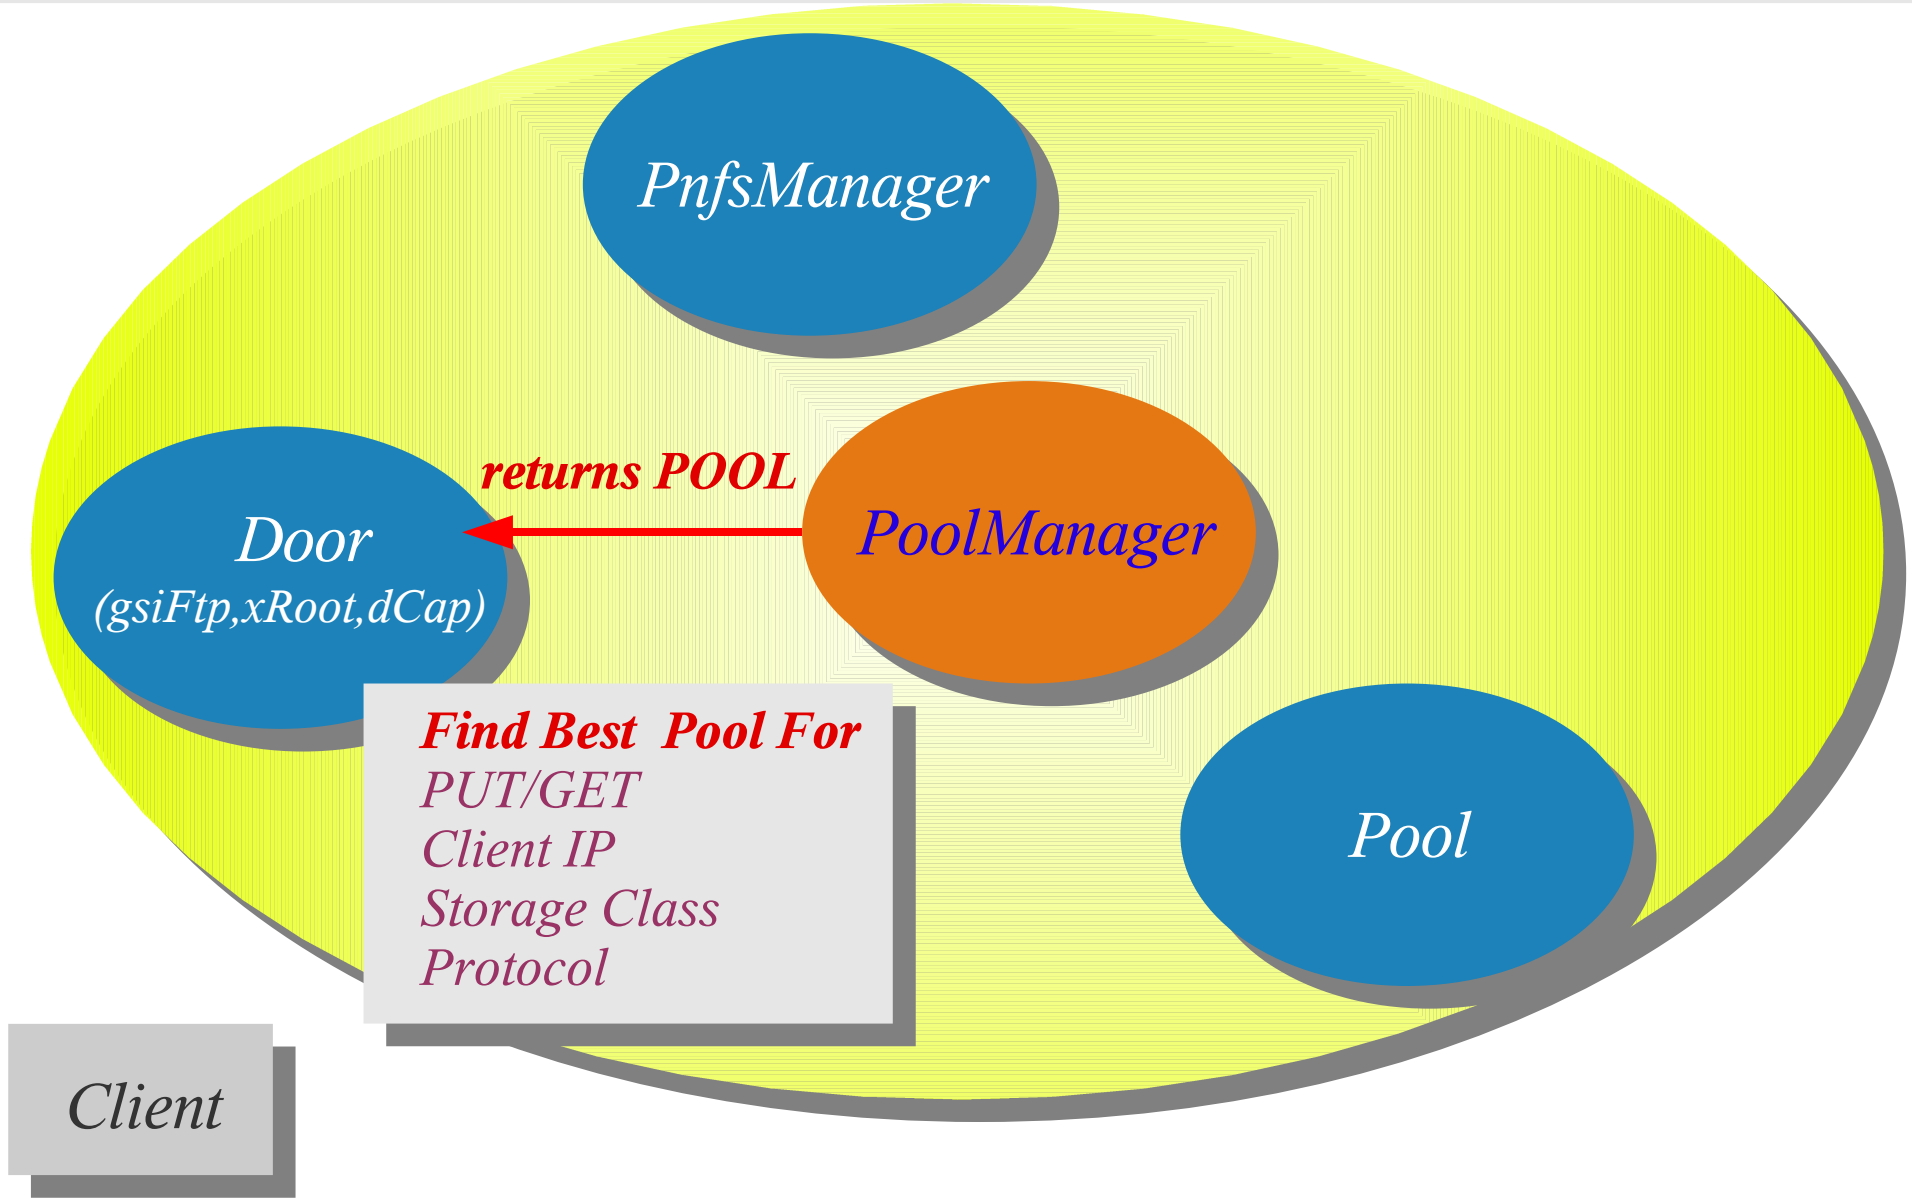 PnfsManager
returns POOL
PoolManager
Door
(gsiFtp,xRoot,dCap)
Find Best  Pool For
PUT/GET
Client IP
Storage Class
Protocol
Pool
Client